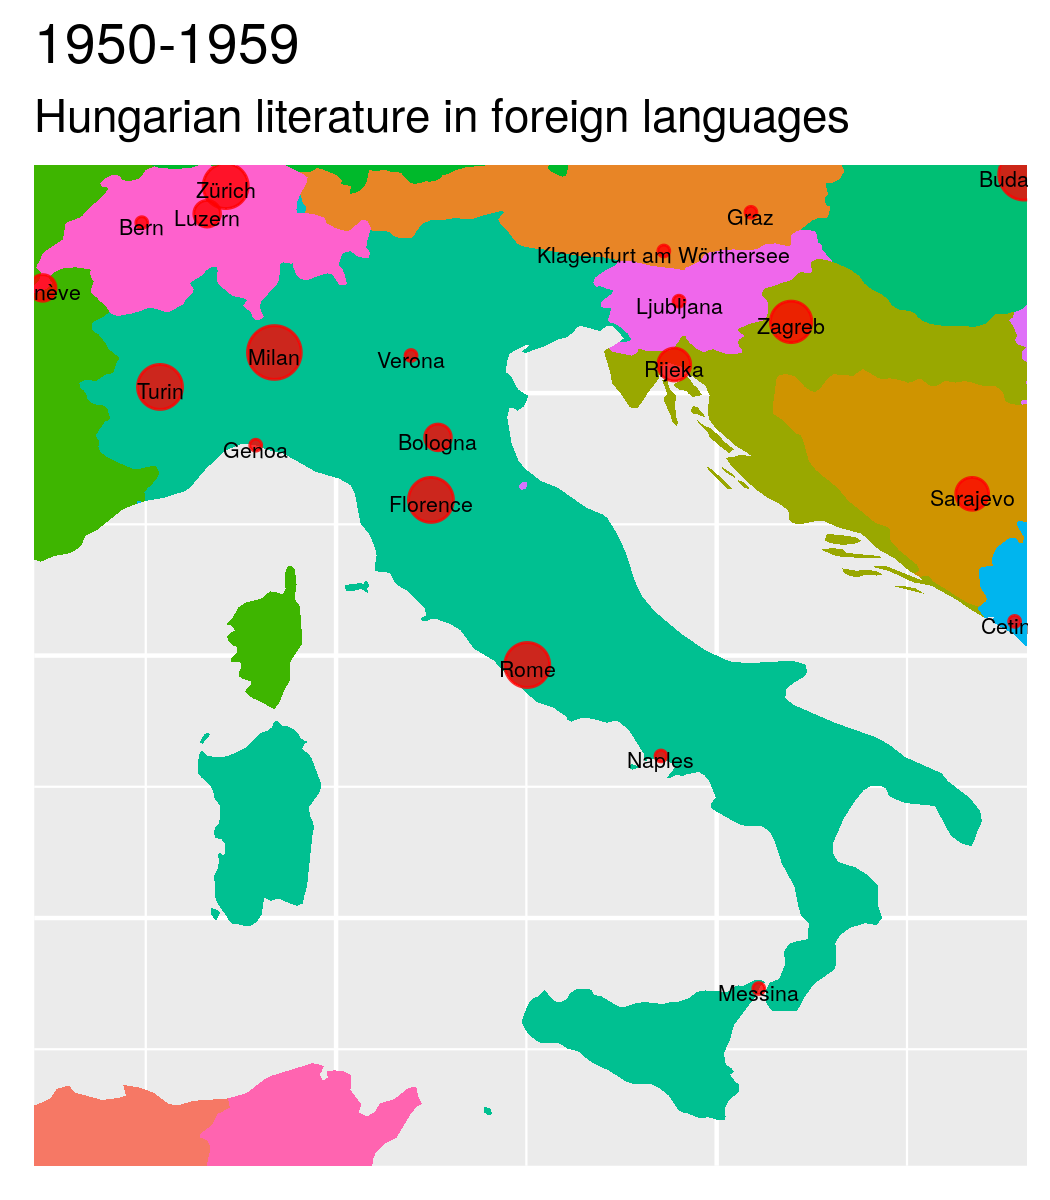 1950-1959
Hungarian literature in foreign languages
Buda
Zürich
Luzern
Bern
Graz
Klagenfurt am Wörthersee
nève
Ljubljana
Zagreb
Milan
Verona
Rijeka
Turin
Genoa
Bologna
Florence
Sarajevo
Cetin
Rome
Naples
Messina